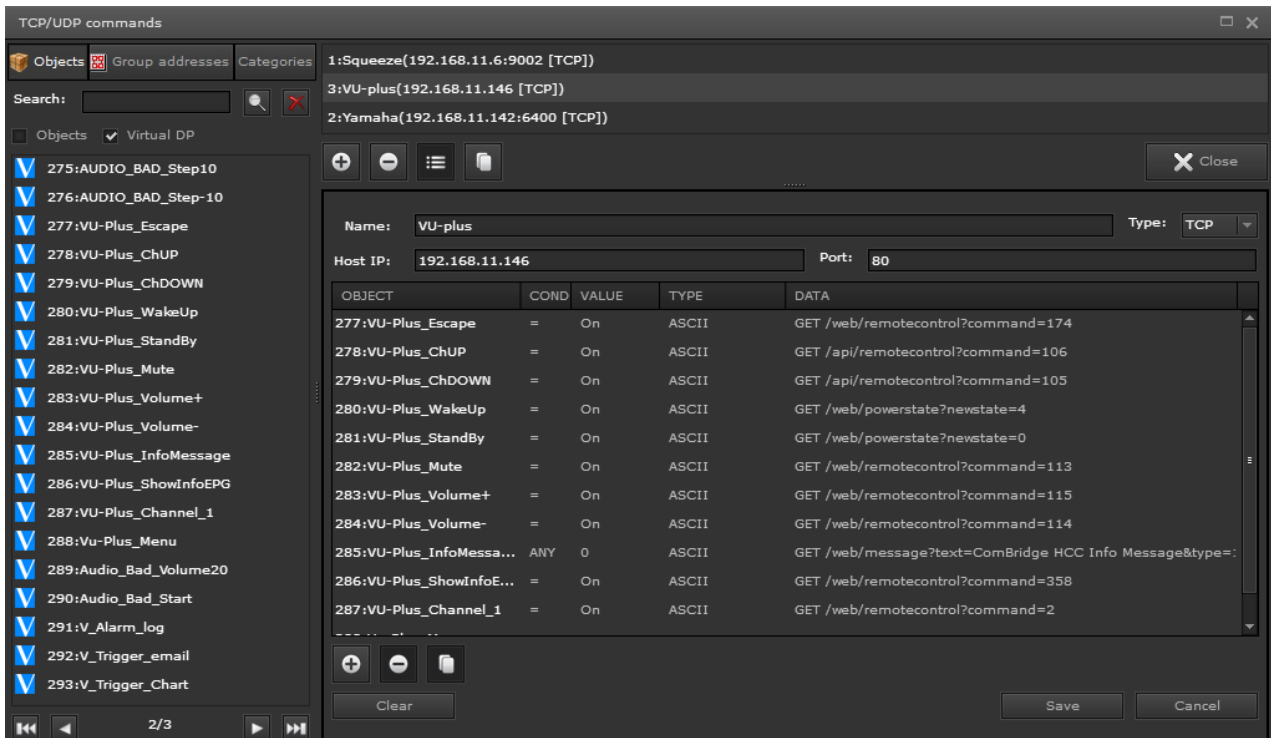 TCP/UDP commands
Objects Group addresses Categories
Search:
Objects Virtual DP
275:AUDIO_BAD_Step10
276:AUDIO_BAD_Step-10
277:VU-Plus_Escape
278:VU-Plus_ChUP
279:VU-Plus_ChDOWN
280:VU-Plus_WakeUp
281:VU-Plus_StandBy
282:VU-Plus_Mute
283:VU-Plus_Volume+
284:VU-Plus_Volume-
285:VU-Plus_InfoMessage
286:VU-Plus_ShowInfoEPG
287:VU-Plus_Channel_1
288:Vu-Plus_Menu
289:Audio_Bad_Volume20
290:Audio_Bad_Start
291:V_Alarm_log
292:V_Trigger_email
293:V_Trigger_Chart
2/3
1:Squeeze(192.168.11.6:9002 [TCP])
3:VU-plus(192.168.11.146 [TCP])
2:Yamaha(192.168.11.142:6400 [TCP])
Close
Name: VU-plus Type: TCP
Host IP: 192.168.11.146 Port: 80
OBJECT COND VALUE TYPE DATA
277:VU-Plus_Escape = On ASCII GET /web/remotecontrol?command=174
278:VU-Plus_ChUP = On ASCII GET /api/remotecontrol?command=106
279:VU-Plus_ChDOWN = On ASCII GET /api/remotecontrol?command=105
280:VU-Plus_WakeUp = On ASCII GET /web/powerstate?newstate=4
281:VU-Plus_StandBy = On ASCII GET /web/powerstate?newstate=0
282:VU-Plus_Mute = On ASCII GET /web/remotecontrol?command=113
283:VU-Plus_Volume+ = On ASCII GET /web/remotecontrol?command=115
284:VU-Plus_Volume- = On ASCII GET /web/remotecontrol?command=114
285:VU-Plus_InfoMessa... ANY 0 ASCII GET /web/message?text=ComBridge HCC Info Message&type=
286:VU-Plus_ShowInfoE... = On ASCII GET /web/remotecontrol?command=358
287:VU-Plus_Channel_1 = On ASCII GET /web/remotecontrol?command=2
Clear Save Cancel